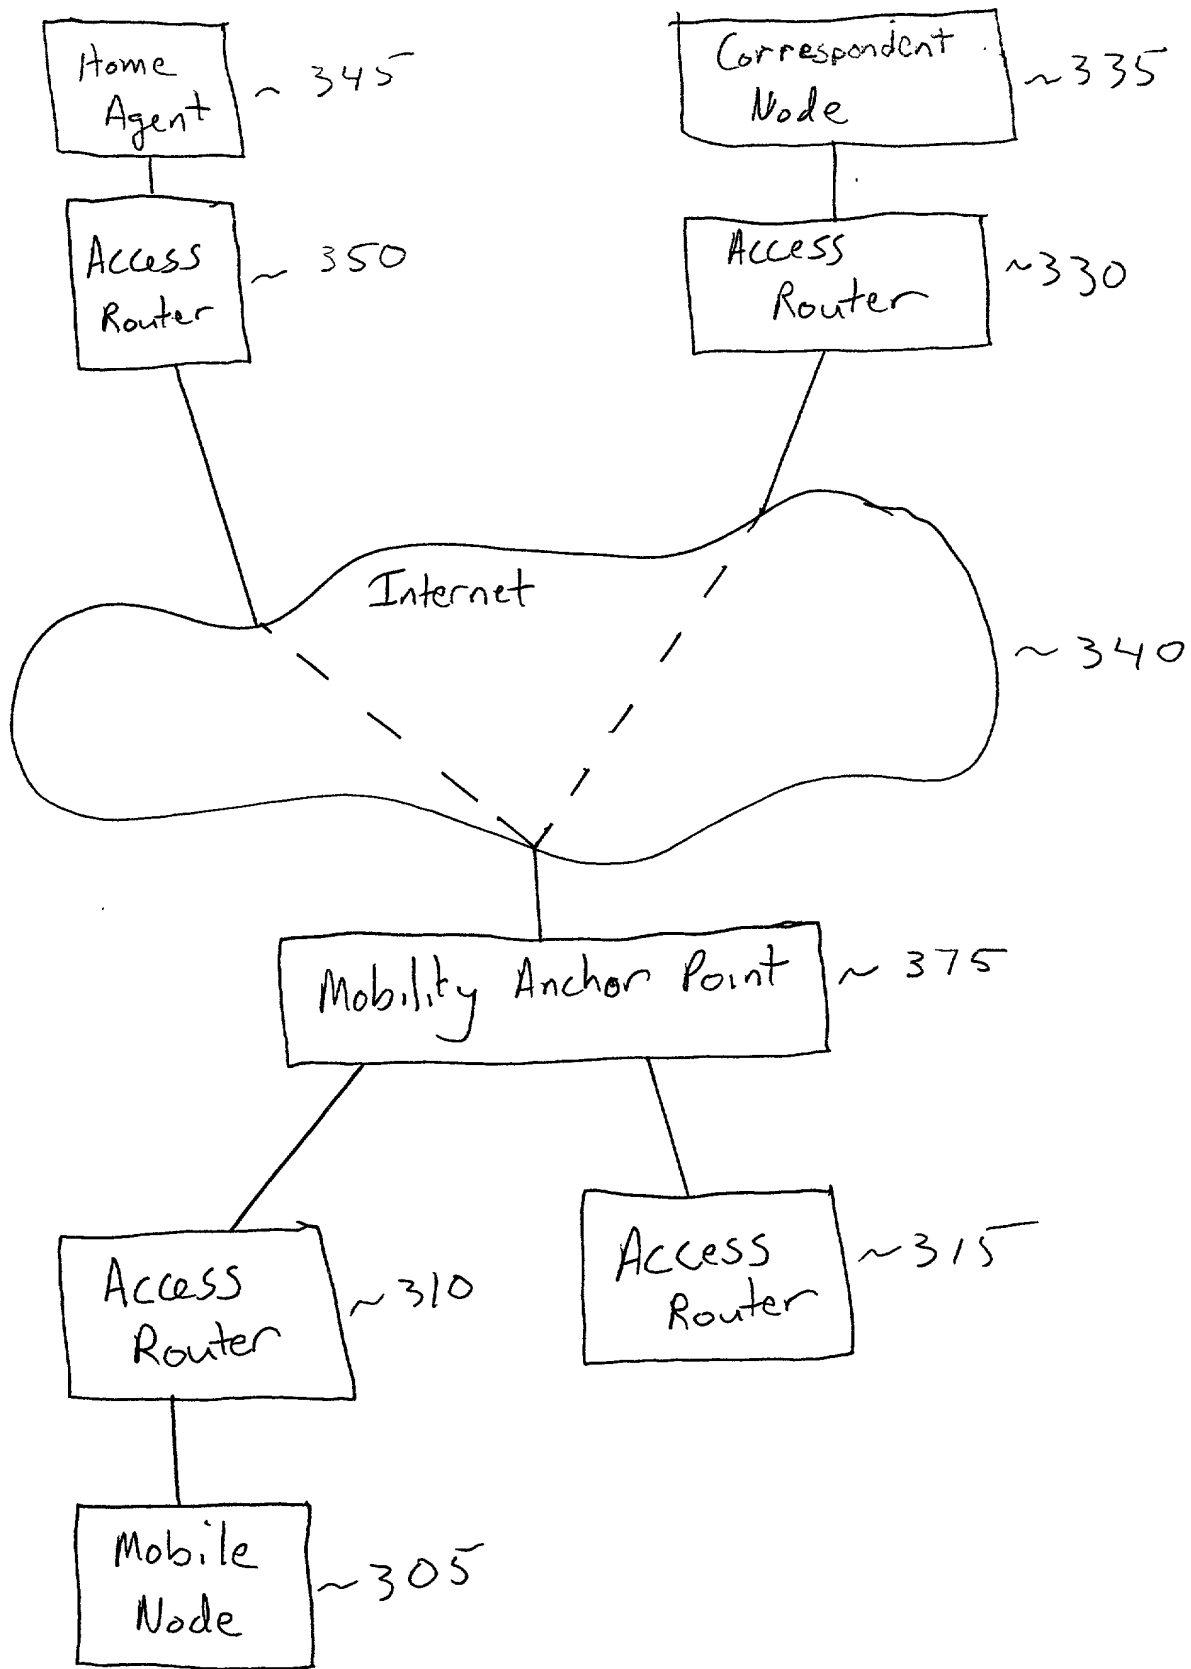 Home
Agent
~ 345
Correspondent
Node
~335
Access
Router
~ 350
Access
Router
~330
Internet
~ 340
Mobility Anchor Point
~ 375
Access
Router
~310
Access
Router
~315
Mobile
Node
~305